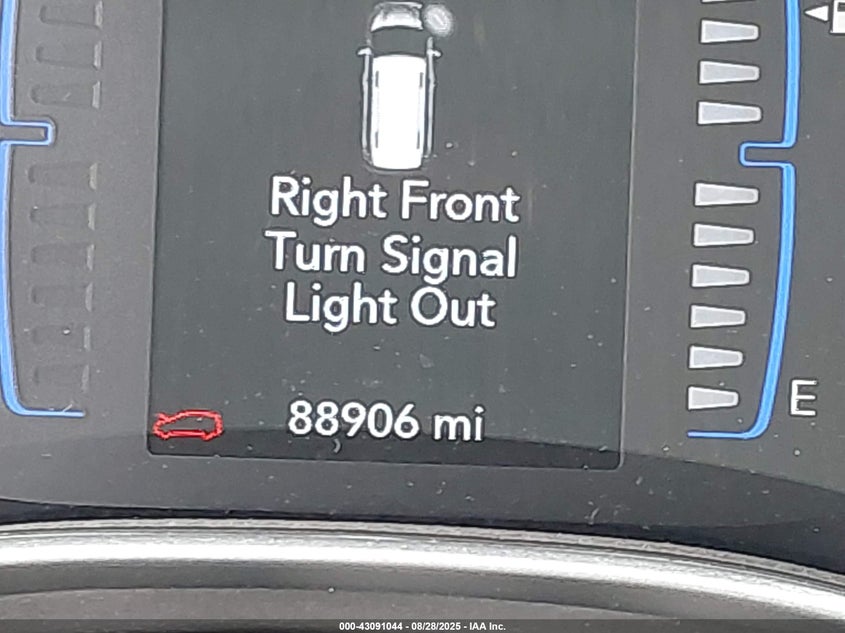 Right Front
Turn Signal
Light Out
88906 mi
E
000-43091044 - 08/28/2025 - IAA Inc.